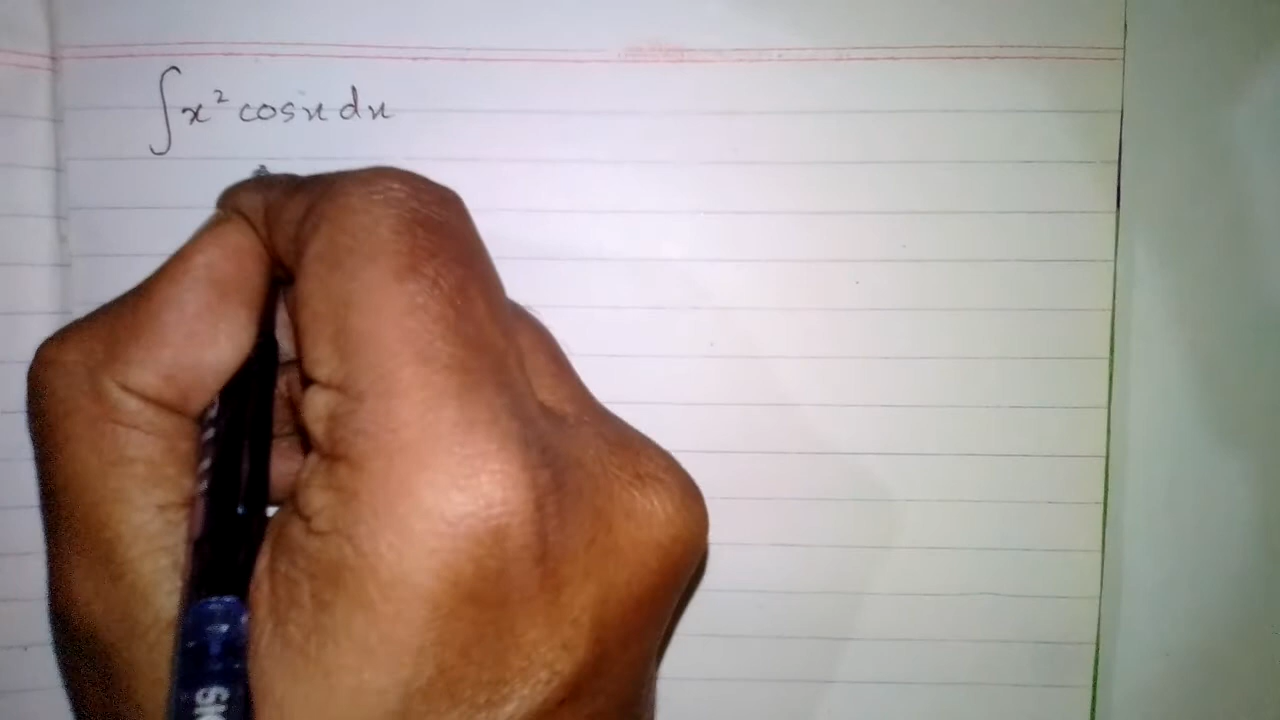 ∫x² cosx dx